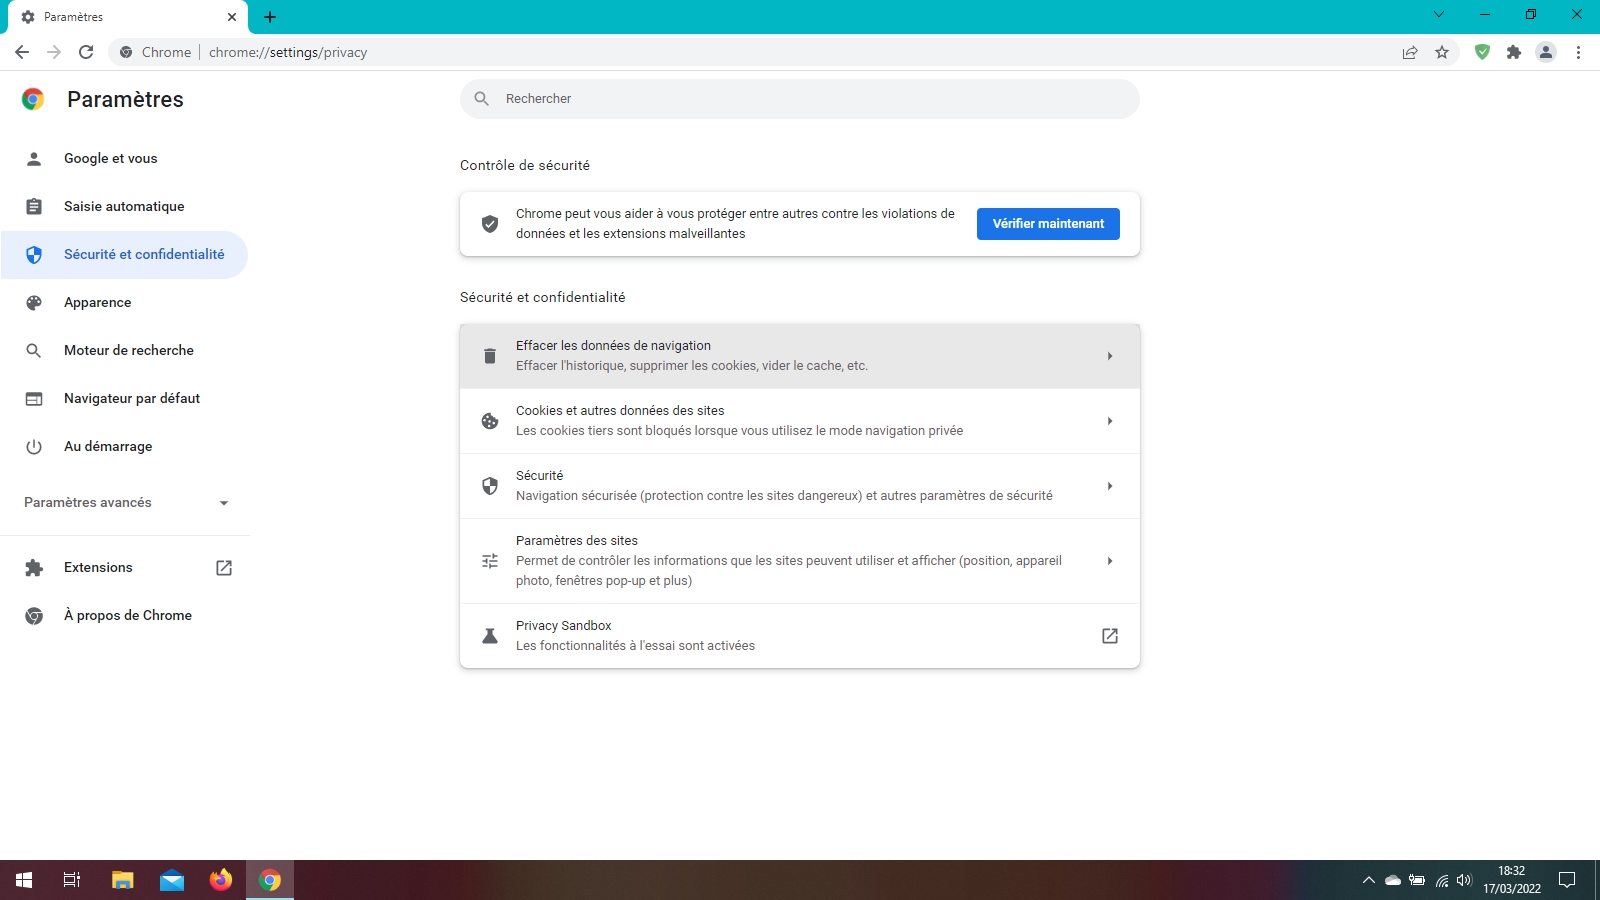 Paramètres
Chrome | chrome://settings/privacy
Paramètres
Rechercher
Google et vous
Saisie automatique
Sécurité et confidentialité
Apparence
Moteur de recherche
Navigateur par défaut
Au démarrage
Paramètres avancés
Extensions
À propos de Chrome
Contrôle de sécurité
Chrome peut vous aider à vous protéger entre autres contre les violations de
données et les extensions malveillantes
Vérifier maintenant
Sécurité et confidentialité
Effacer les données de navigation
Effacer l'historique, supprimer les cookies, vider le cache, etc.
Cookies et autres données des sites
Les cookies tiers sont bloqués lorsque vous utilisez le mode navigation privée
Sécurité
Navigation sécurisée (protection contre les sites dangereux) et autres paramètres de sécurité
Paramètres des sites
Permet de contrôler les informations que les sites peuvent utiliser et afficher (position, appareil
photo, fenêtres pop-up et plus)
Privacy Sandbox
Les fonctionnalités à l'essai sont activées
18:32
17/03/2022